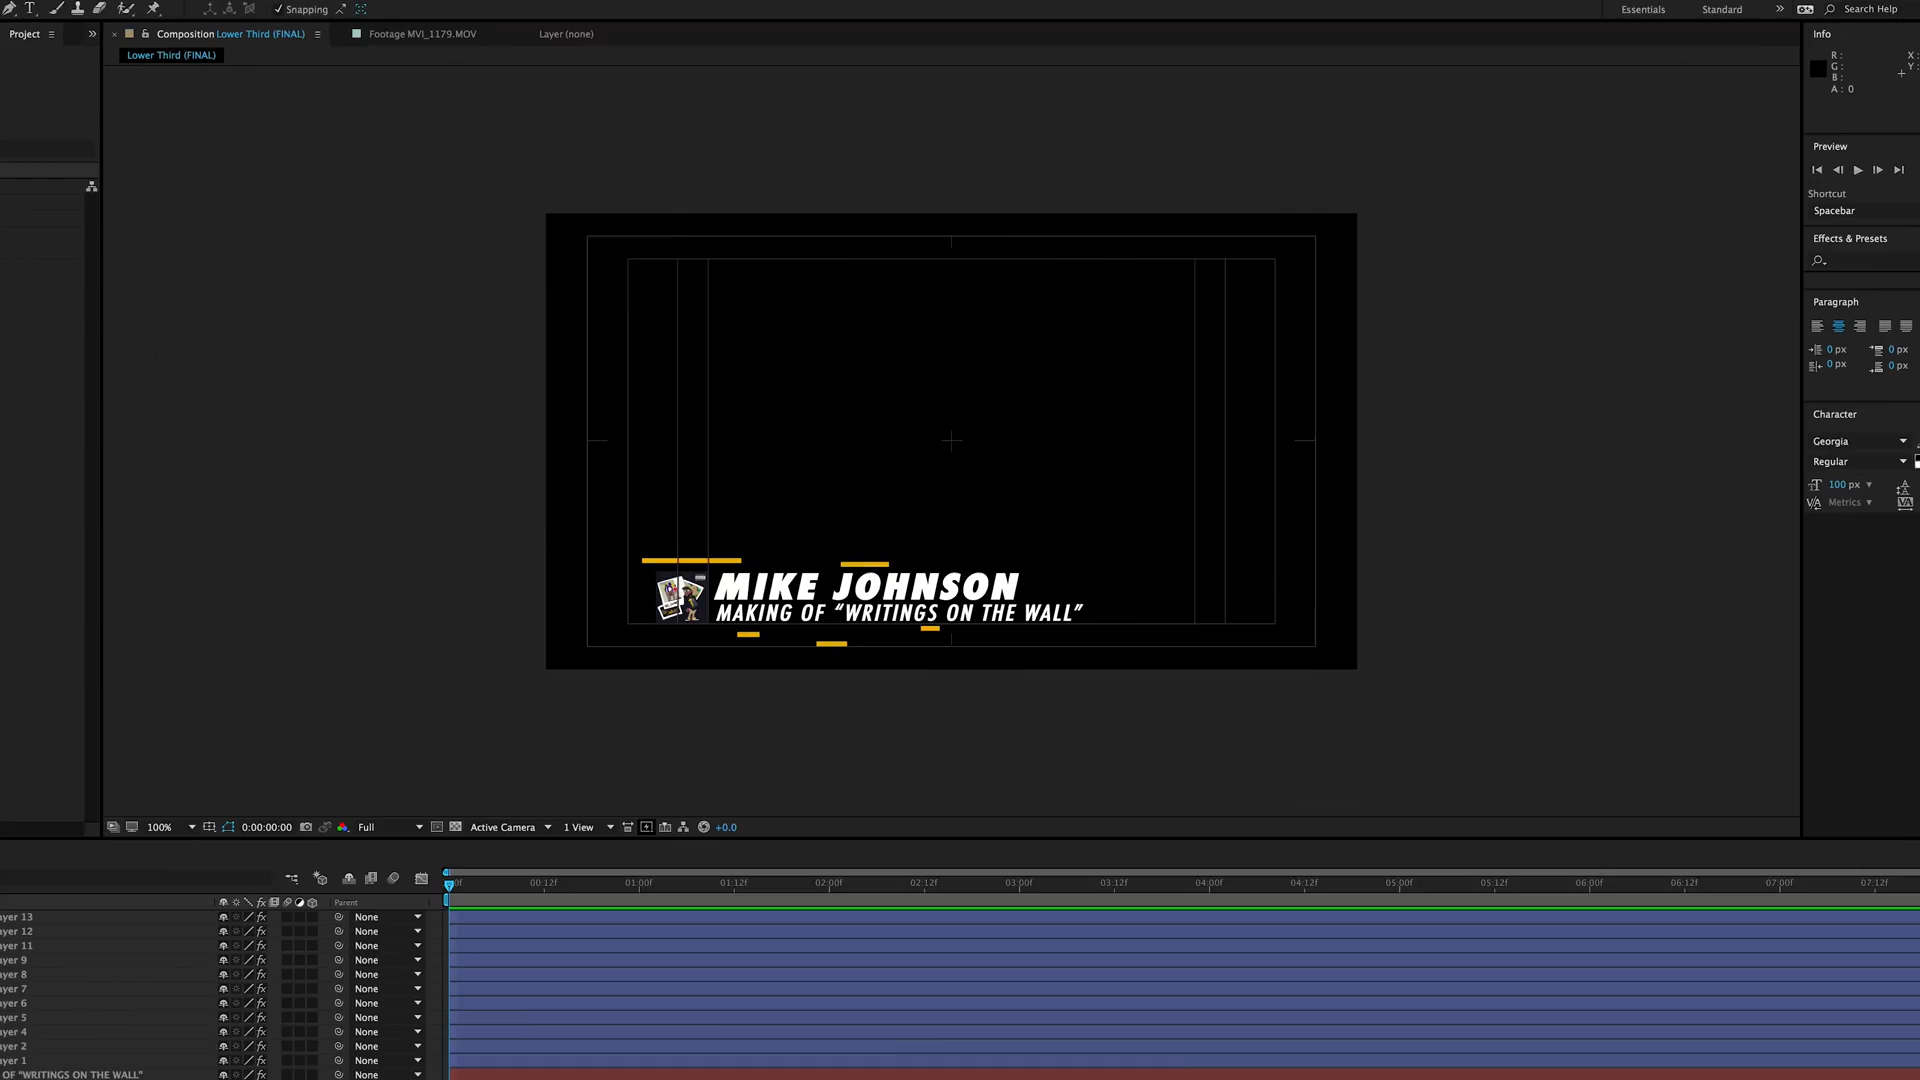 Snapping
Essentials
Standard
Search Help
Project
Composition Lower Third (FINAL)
Footage MVI_1179.MOV
Layer (none)
Lower Third (FINAL)
Info
R :
G :
B :
A : 0
X :
Y :
Preview
Shortcut
Spacebar
Effects & Presets
Paragraph
0 px
0 px
0 px
0 px
Character
Georgia
Regular
100 px
Metrics
MIKE JOHNSON
MAKING OF “WRITINGS ON THE WALL”
100%
0:00:00:00
Full
Active Camera
1 View
+0.0
00:12f
01:00f
01:12f
02:00f
02:12f
03:00f
03:12f
04:00f
04:12f
05:00f
05:12f
06:00f
06:12f
07:00f
07:12f
Parent
ayer 13
None
ayer 12
None
ayer 11
None
ayer 9
None
ayer 8
None
ayer 7
None
ayer 6
None
ayer 5
None
ayer 4
None
ayer 2
None
ayer 1
None
OF “WRITINGS ON THE WALL”
None